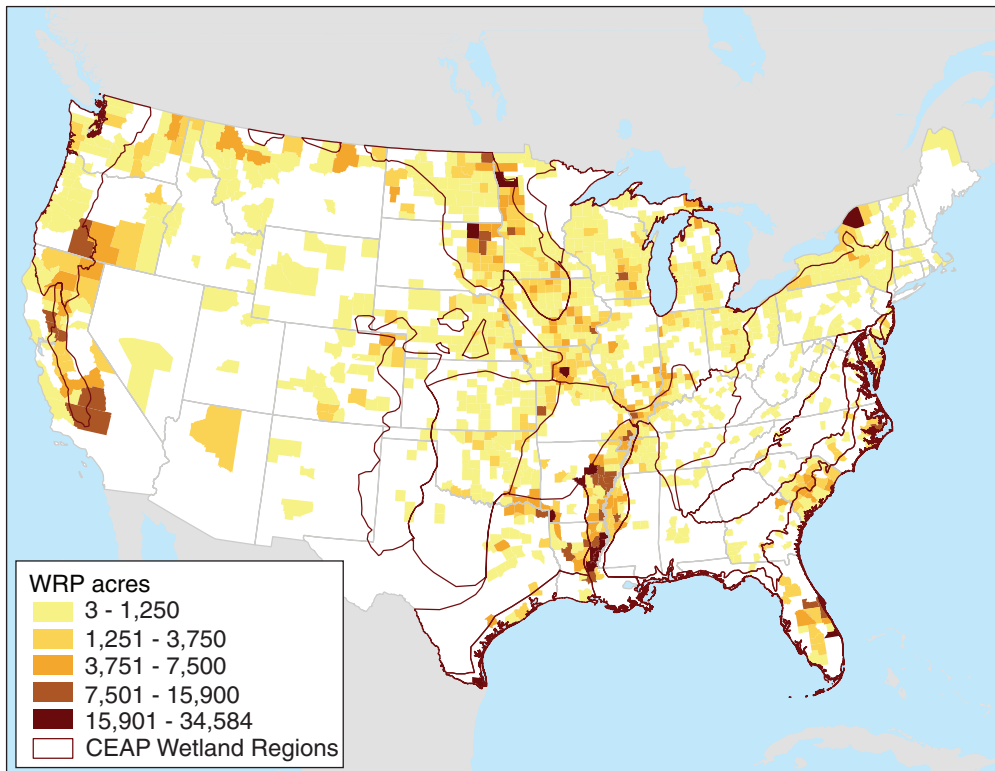 WRP acres
3 - 1,250
1,251 - 3,750
3,751 - 7,500
7,501 - 15,900
15,901 - 34,584
CEAP Wetland Regions